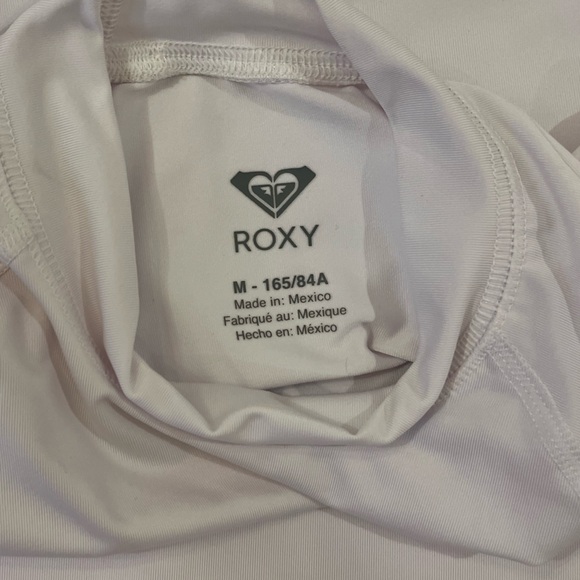 ROXY
M - 165/84A
Made in: Mexico
Fabriqué au: Mexique
Hecho en: México